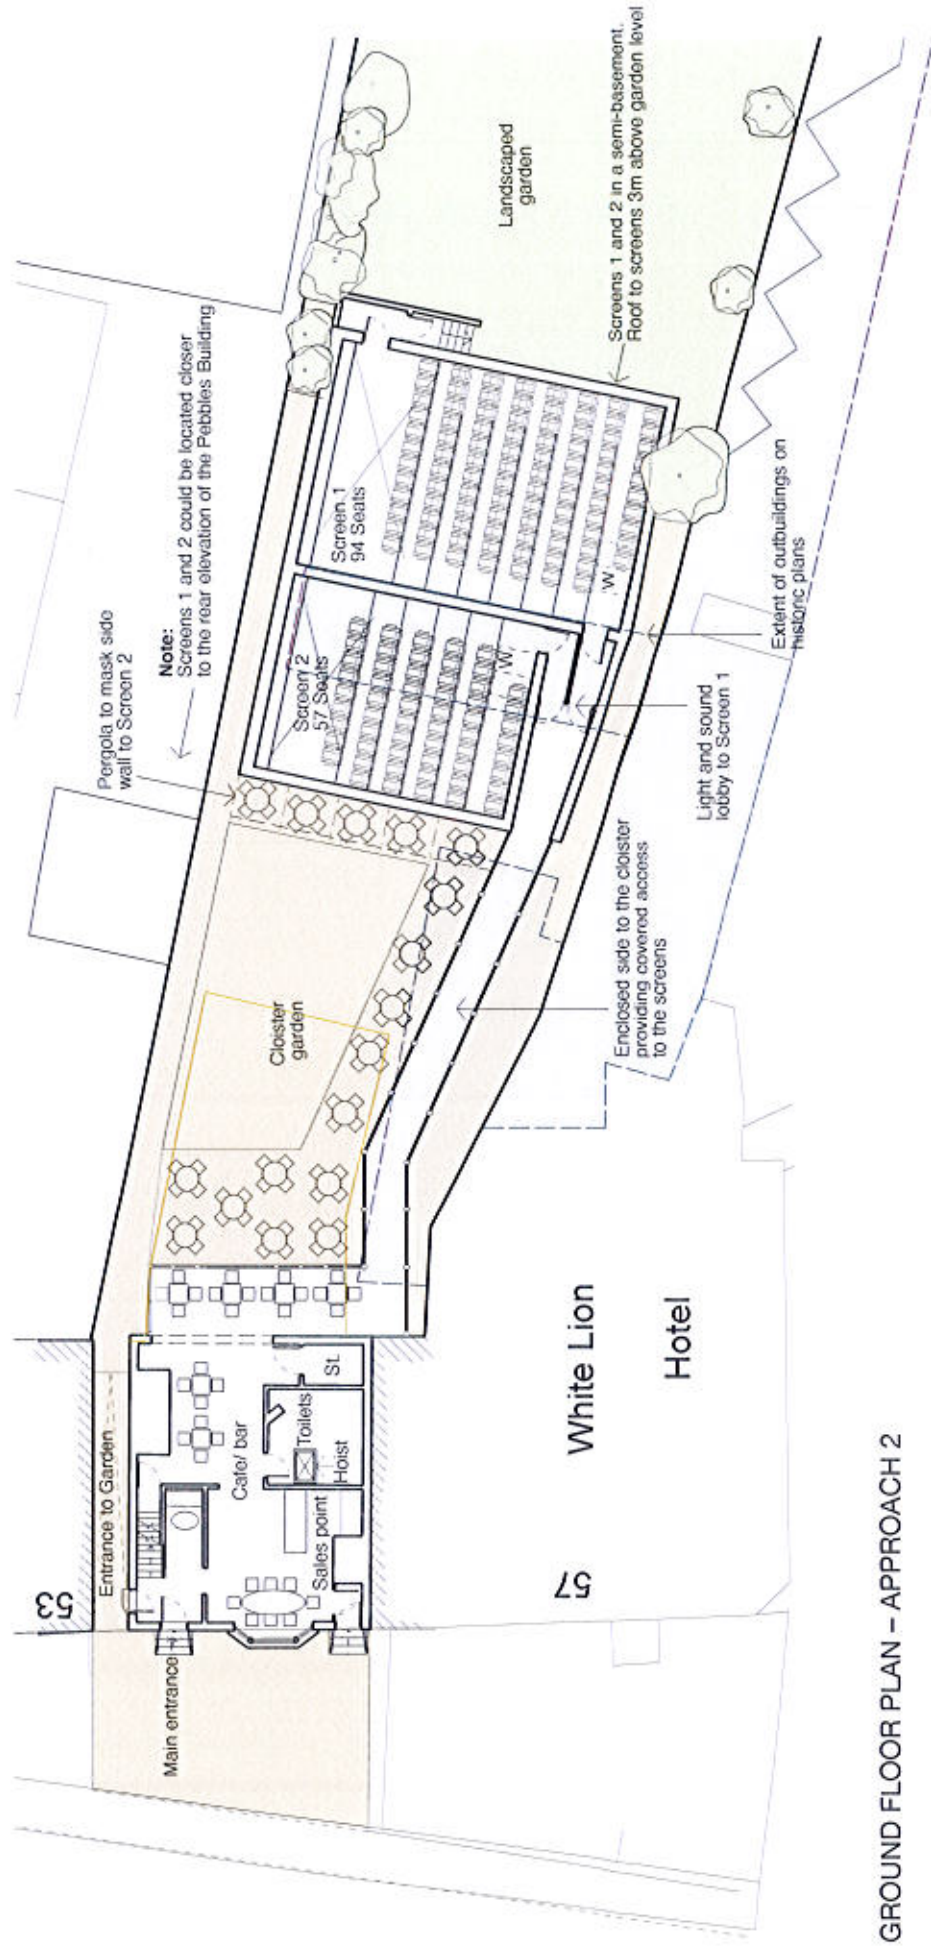 Note:
Screens 1 and 2 could be located closer
to the rear elevation of the Pebbles Building
Pergola to mask side
wall to Screen 2
53
Entrance to Garden
Main entrance
Cafe/ bar
Sales point
Toilets
Hoist
St.
Cloister
garden
Screen 2
57 Seats
W
Screen 1
94 Seats
W
Landscaped
garden
Screens 1 and 2 in a semi-basement.
Roof to screens 3m above garden level
Extent of outbuildings on
historic plans
Light and sound
lobby to Screen 1
Enclosed side to the cloister
providing covered access
to the screens
White Lion
Hotel
57
GROUND FLOOR PLAN – APPROACH 2